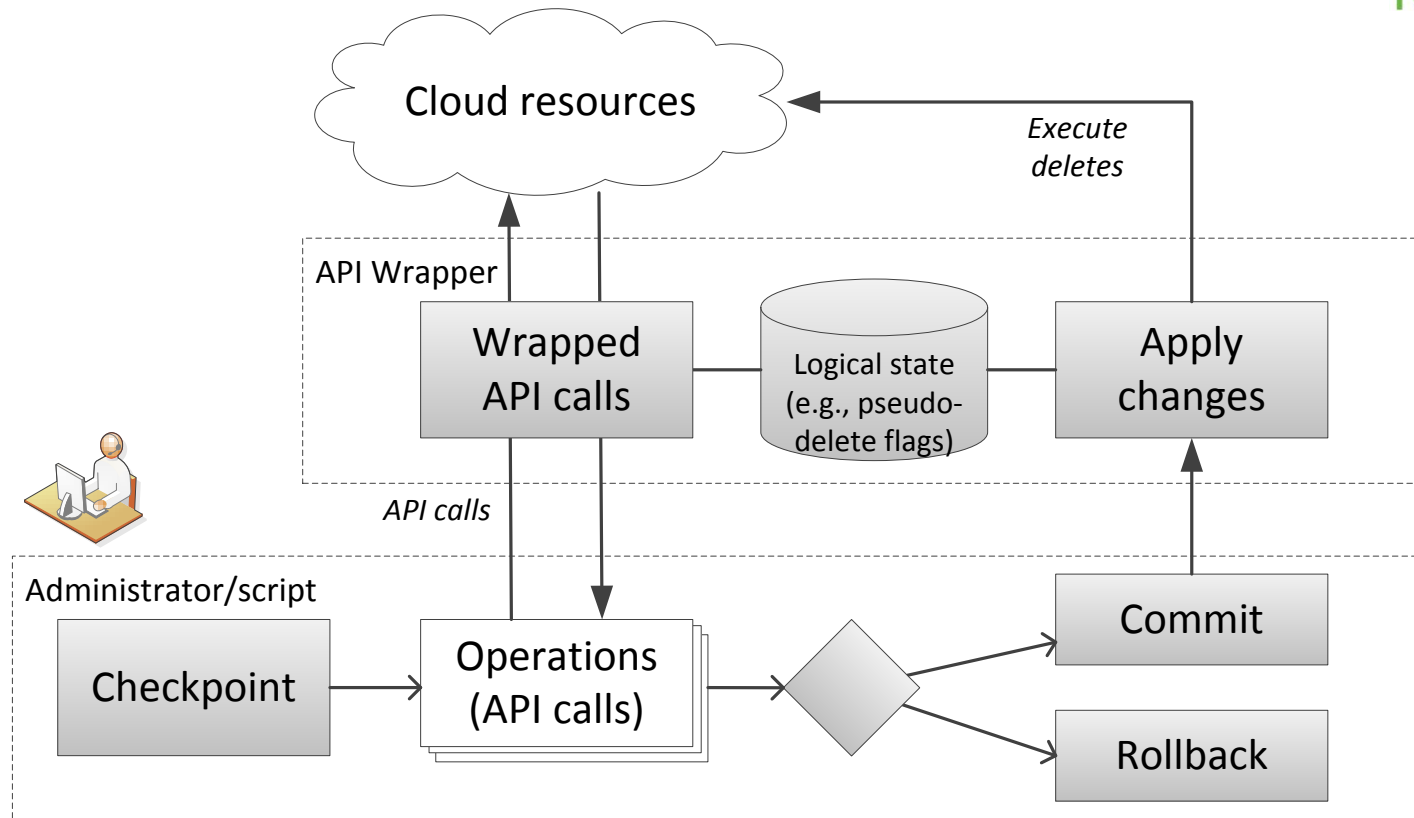 Cloud resources
Execute
deletes
API Wrapper
Wrapped
API calls
Logical state
(e.g., pseudo-
delete flags)
Apply
changes
API calls
Administrator/script
Checkpoint
Operations
(API calls)
Commit
Rollback